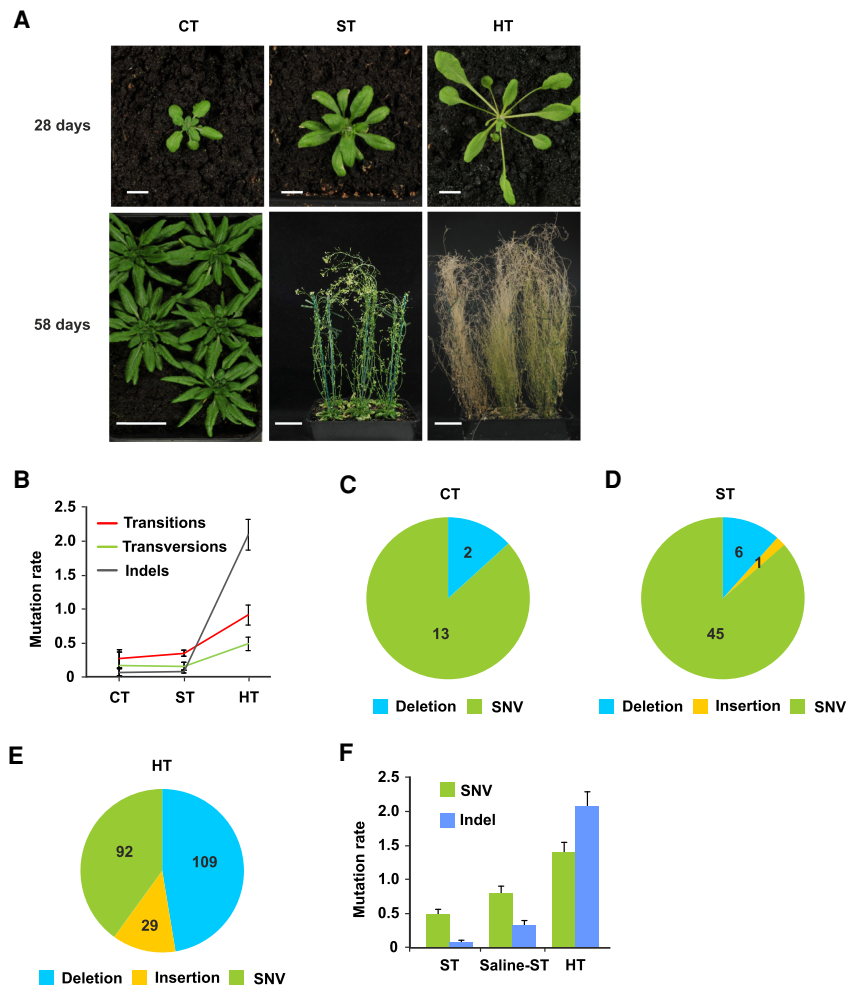 A
CT ST HT
28 days
58 days
B
2.5
2.0
1.5
1.0
0.5
0
Mutation rate
Transitions
Transversions
Indels
CT ST HT
C
CT
2
13
Deletion SNV
D
ST
6
1
45
Deletion Insertion SNV
E
HT
92
109
29
Deletion Insertion SNV
F
2.5
2.0
1.5
1.0
0.5
0
Mutation rate
SNV
Indel
ST Saline-ST HT